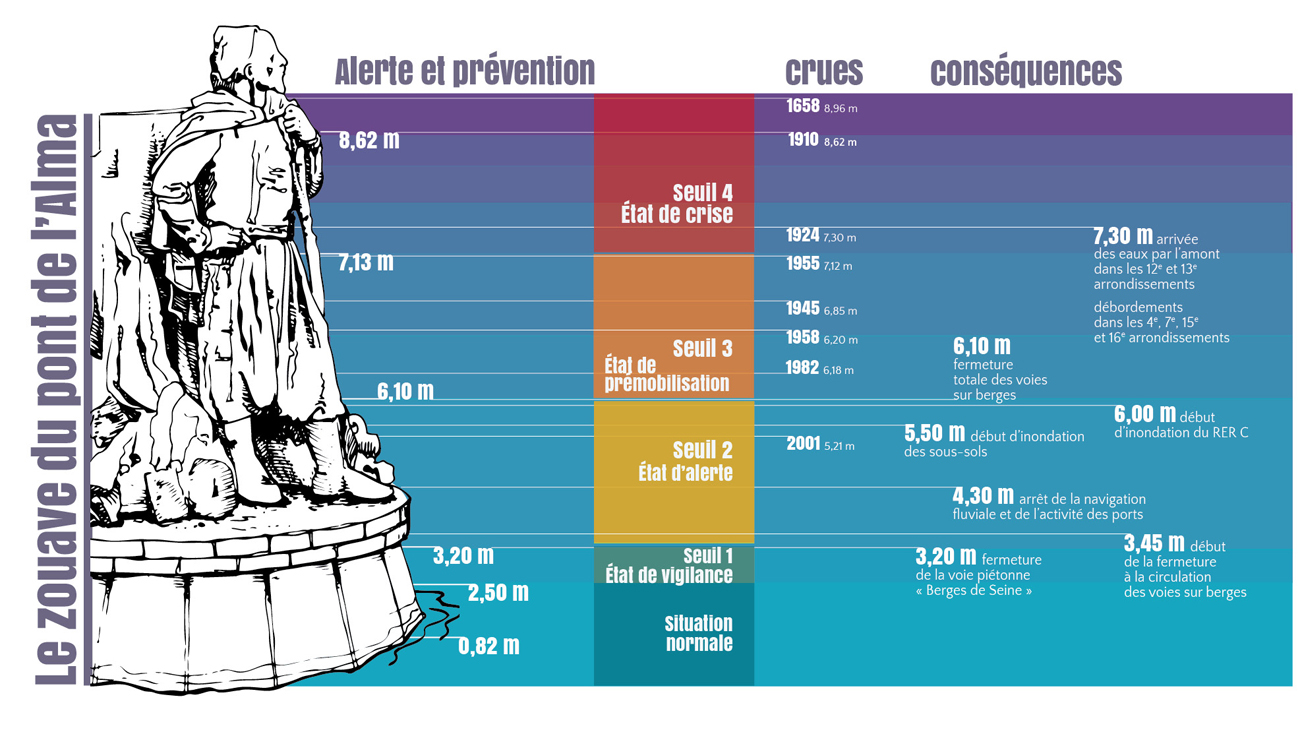 Le zouave du pont de l'Alma
Alerte et prévention
crues
conséquences
8,62 m
7,13 m
6,10 m
3,20 m
2,50 m
0,82 m
Seuil 4
État de crise
Seuil 3
État de
prémobilisation
Seuil 2
État d'alerte
Seuil 1
État de vigilance
Situation
normale
1658 8,96 m
1910 8,62 m
1924 7,30 m
1955 7,12 m
1945 6,85 m
1958 6,20 m
1982 6,18 m
2001 5,21 m
7,30 m arrivée
des eaux par l'amont
dans les 12e et 13e
arrondissements
débordements
dans les 4e, 7e, 15e
et 16e arrondissements
6,10 m
fermeture
totale des voies
sur berges
6,00 m début
d'inondation du RER C
5,50 m début d'inondation
des sous-sols
4,30 m arrêt de la navigation
fluviale et de l'activité des ports
3,45 m début
de la fermeture
à la circulation
des voies sur berges
3,20 m fermeture
de la voie piétonne
« Berges de Seine »